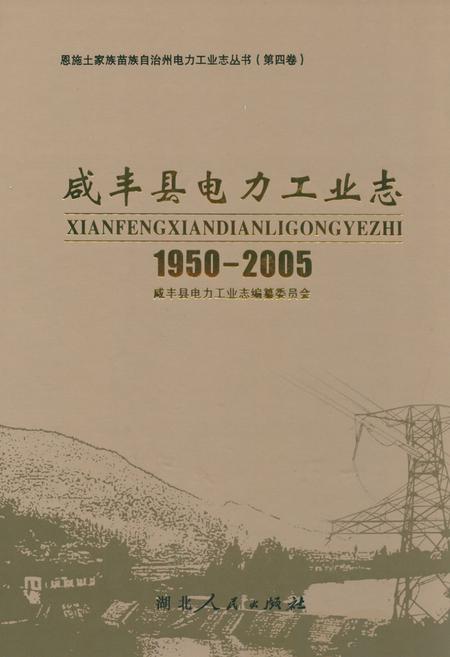 恩施土家族苗族自治州电力工业志丛书（第四卷）
咸丰县电力工业志
XIANFENGXIANDIANLIGONGYEZHI
1950-2005
咸丰县电力工业志编纂委员会
湖北人民出版社